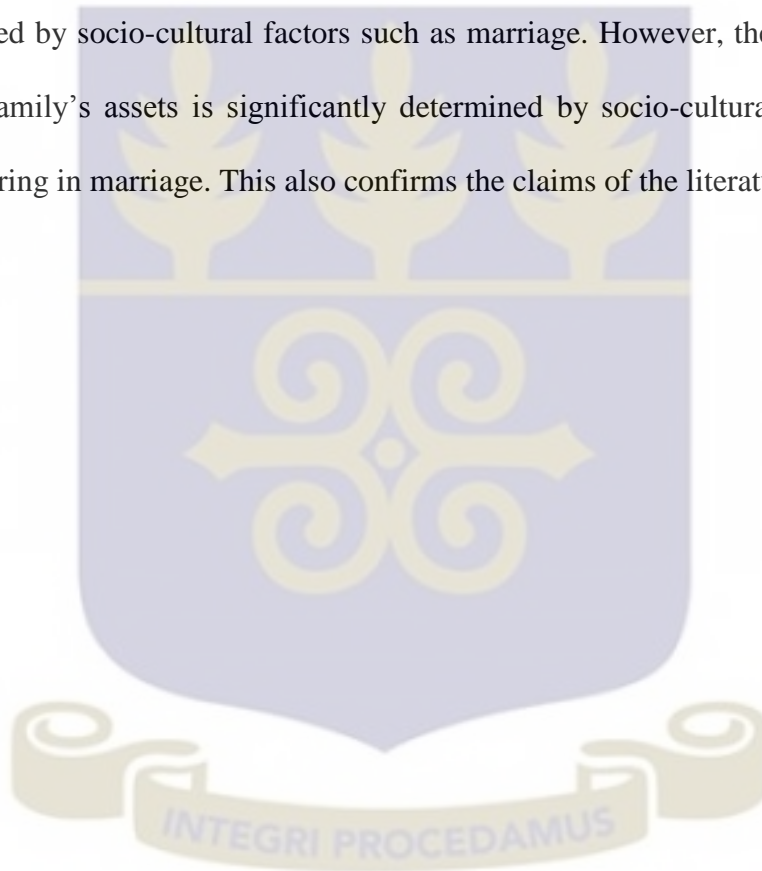 ed by socio-cultural factors such as marriage. However, the
amily's assets is significantly determined by socio-cultura
ring in marriage. This also confirms the claims of the literat
INTEGRI PROCEDAMUS